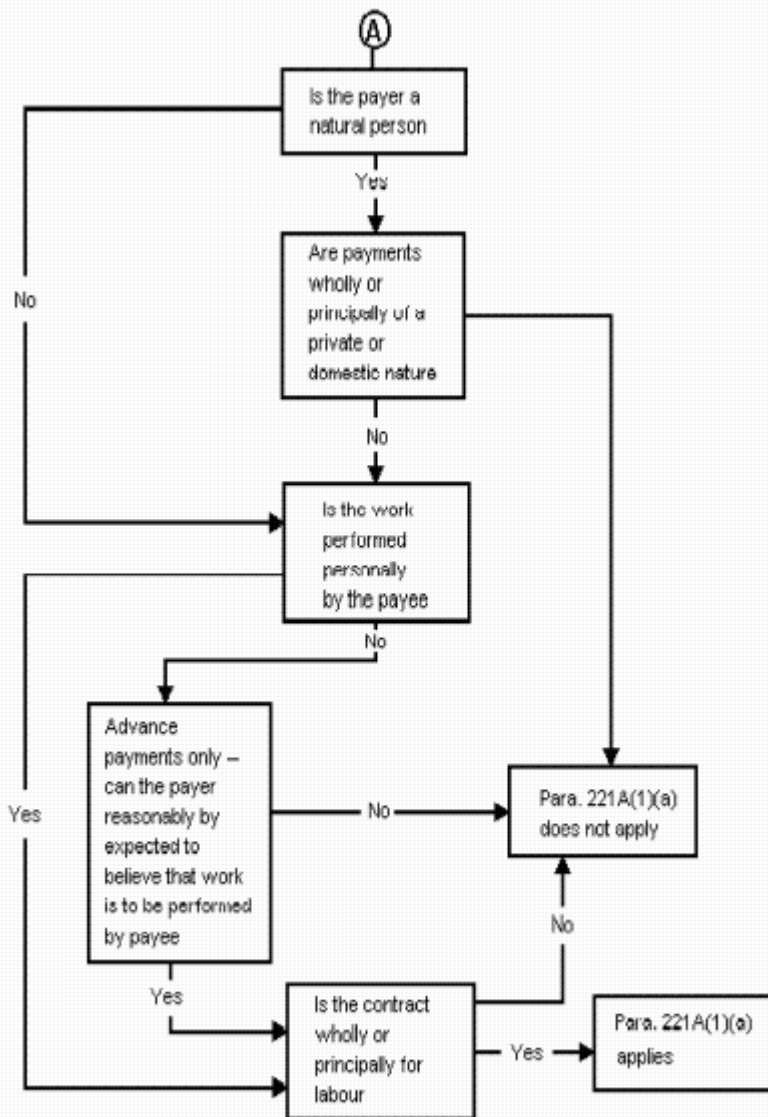 A
Is the payer a
natural person
Yes
Are payments
wholly or
principally of a
private or
domestic nature
No
No
Is the work
performed
personally
by the payee
No
Advance
payments only –
can the payer
reasonably by
expected to
believe that work
is to be performed
by payee
No
Para. 221A(1)(a)
does not apply
Yes
No
Yes
Is the contract
wholly or
principally for
labour
Yes
Para. 221A(1)(a)
applies